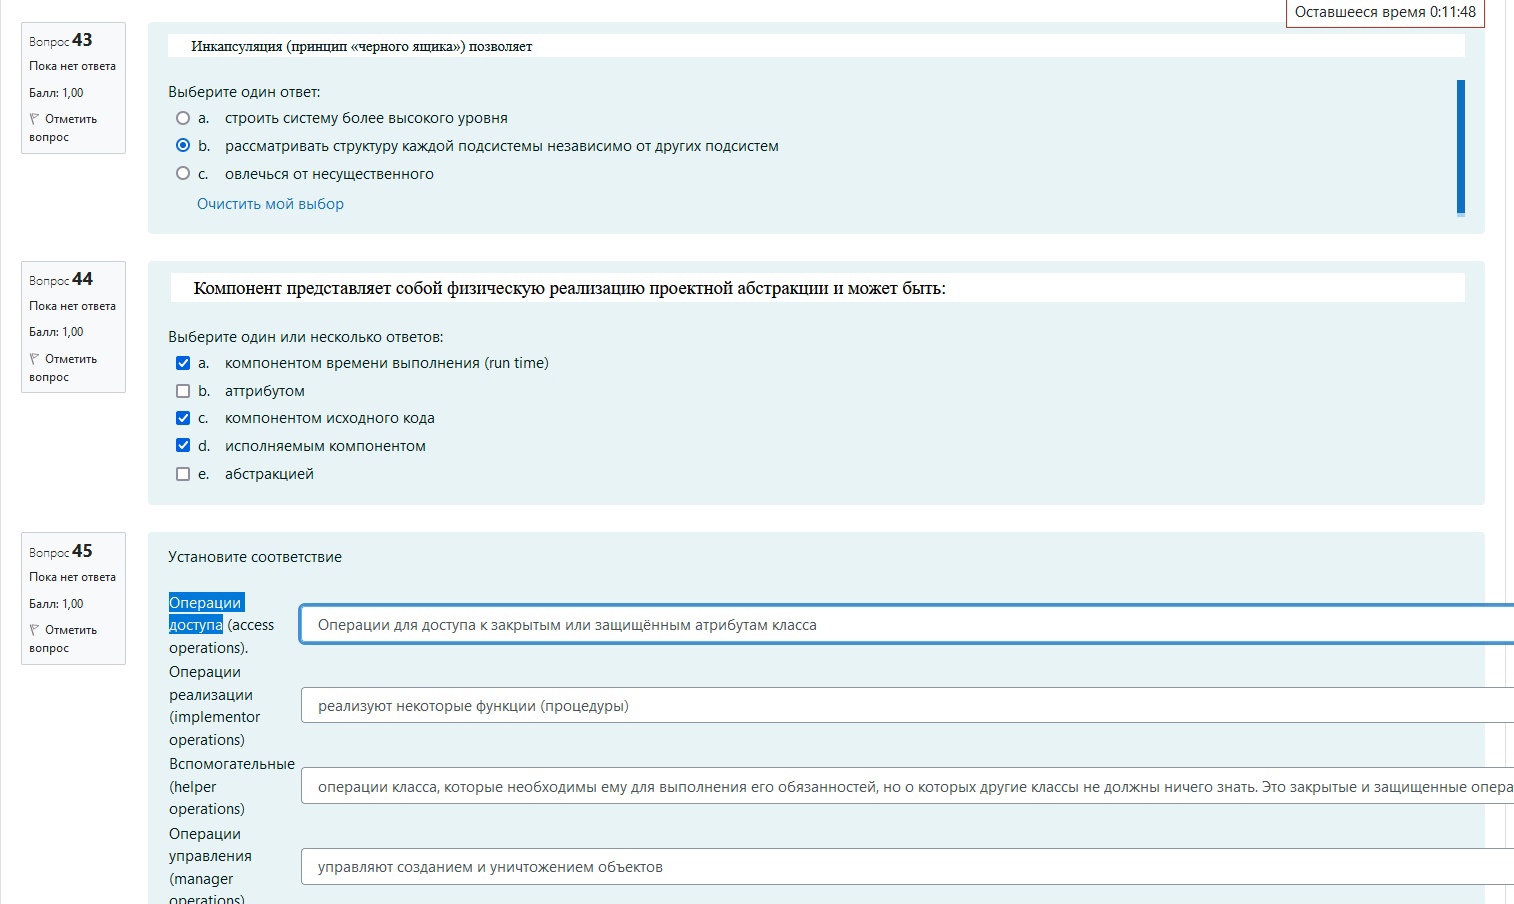 Оставшееся время 0:11:48
Вопрос 43
Пока нет ответа
Балл: 1,00
Отметить
вопрос
Инкапсуляция (принцип «черного ящика») позволяет
Выберите один ответ:
a. строить систему более высокого уровня
b. рассматривать структуру каждой подсистемы независимо от других подсистем
c. овлечься от несущественного
Очистить мой выбор
Вопрос 44
Пока нет ответа
Балл: 1,00
Отметить
вопрос
Компонент представляет собой физическую реализацию проектной абстракции и может быть:
Выберите один или несколько ответов:
a. компонентом времени выполнения (run time)
b. аттрибутом
c. компонентом исходного кода
d. исполняемым компонентом
e. абстракцией
Вопрос 45
Пока нет ответа
Балл: 1,00
Отметить
вопрос
Установите соответствие
Операции
доступа (access
operations).
Операции для доступа к закрытым или защищённым атрибутам класса
Операции
реализации
(implementor
operations)
реализуют некоторые функции (процедуры)
Вспомогательные
(helper
operations)
операции класса, которые необходимы ему для выполнения его обязанностей, но о которых другие классы не должны ничего знать. Это закрытые и защищенные опера
Операции
управления
(manager
operations)
управляют созданием и уничтожением объектов